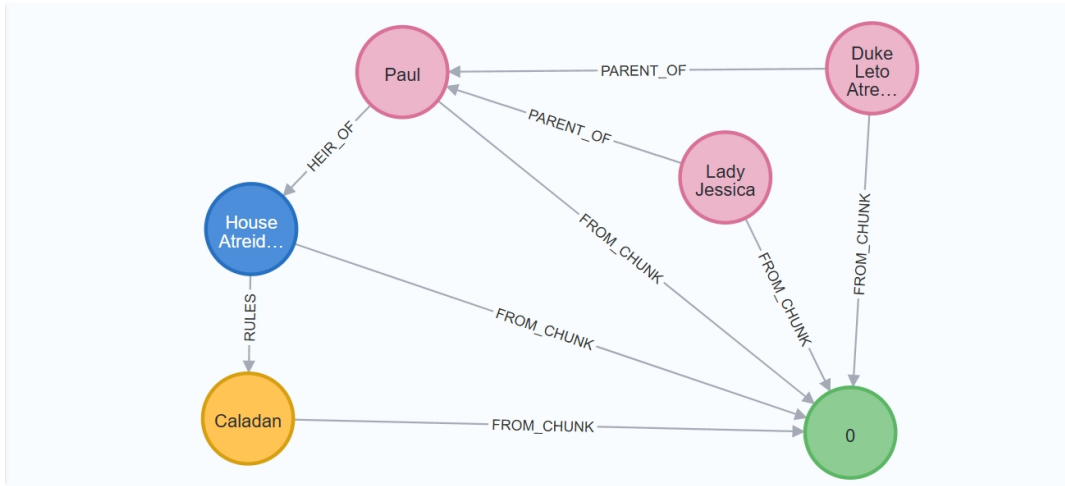 Paul
PARENT_OF
Duke
Leto
Atre…
PARENT_OF
HEIR_OF
Lady
Jessica
House
Atreid…
FROM_CHUNK
FROM_CHUNK
FROM_CHUNK
RULES
FROM_CHUNK
Caladan
FROM_CHUNK
0